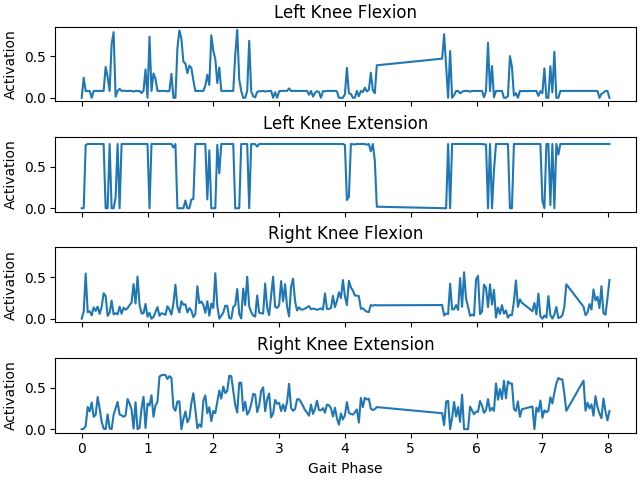 Left Knee Flexion
Activation
0.5
0.0
Left Knee Extension
Activation
0.5
0.0
Right Knee Flexion
Activation
0.5
0.0
Right Knee Extension
Activation
0.5
0.0
0 1 2 3 4 5 6 7 8
Gait Phase